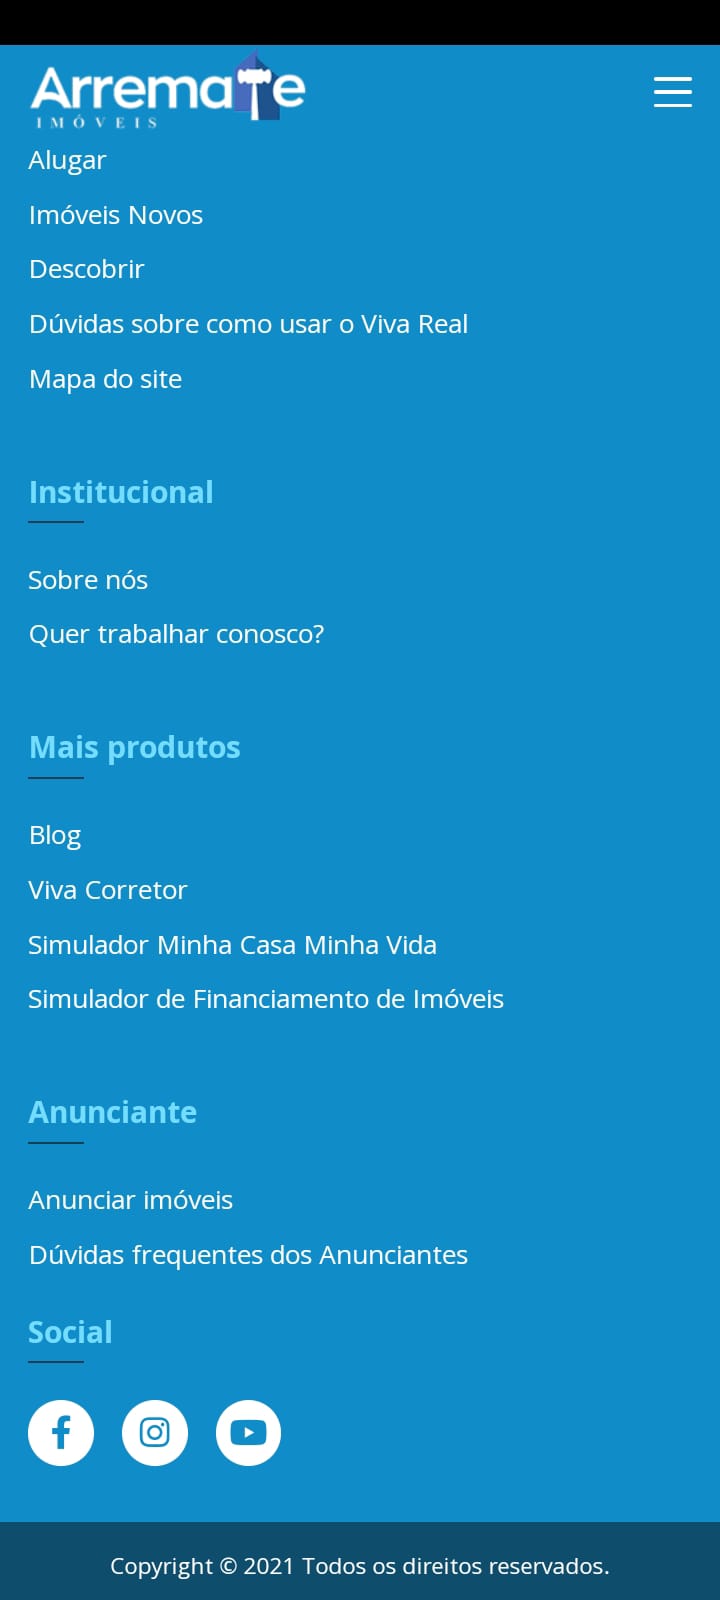 Arremate
IMÓVEIS
Alugar
Imóveis Novos
Descobrir
Dúvidas sobre como usar o Viva Real
Mapa do site
Institucional
Sobre nós
Quer trabalhar conosco?
Mais produtos
Blog
Viva Corretor
Simulador Minha Casa Minha Vida
Simulador de Financiamento de Imóveis
Anunciante
Anunciar imóveis
Dúvidas frequentes dos Anunciantes
Social
Copyright © 2021 Todos os direitos reservados.